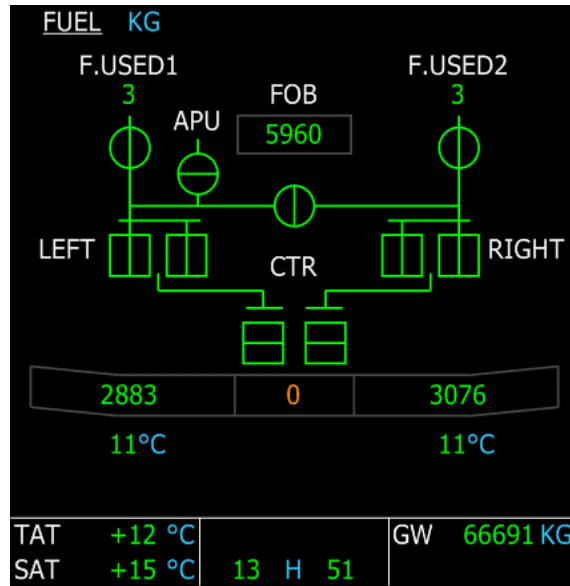 FUEL KG
F.USED1 F.USED2
3 FOB 3
APU 5960
LEFT CTR RIGHT
2883 0 3076
11°C 11°C
TAT +12 °C GW 66691 KG
SAT +15 °C 13 H 51